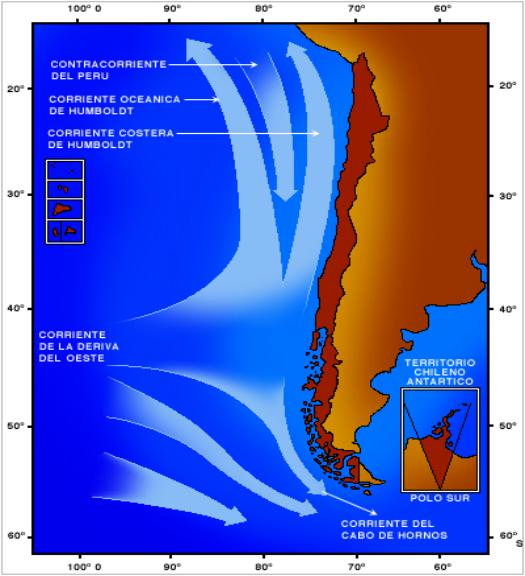 100° O 90° 80° 70° 60°
CONTRACORRIENTE
DEL PERU
CORRIENTE OCEANICA
DE HUMBOLDT
CORRIENTE COSTERA
DE HUMBOLDT
20° 20°
30° 30°
40° 40°
CORRIENTE
DE LA DERIVA
DEL OESTE
TERRITORIO
CHILENO
ANTARTICO
50° 50°
POLO SUR
CORRIENTE DEL
CABO DE HORNOS
60° 60°
S
100° O 90° 80° 70° 60°